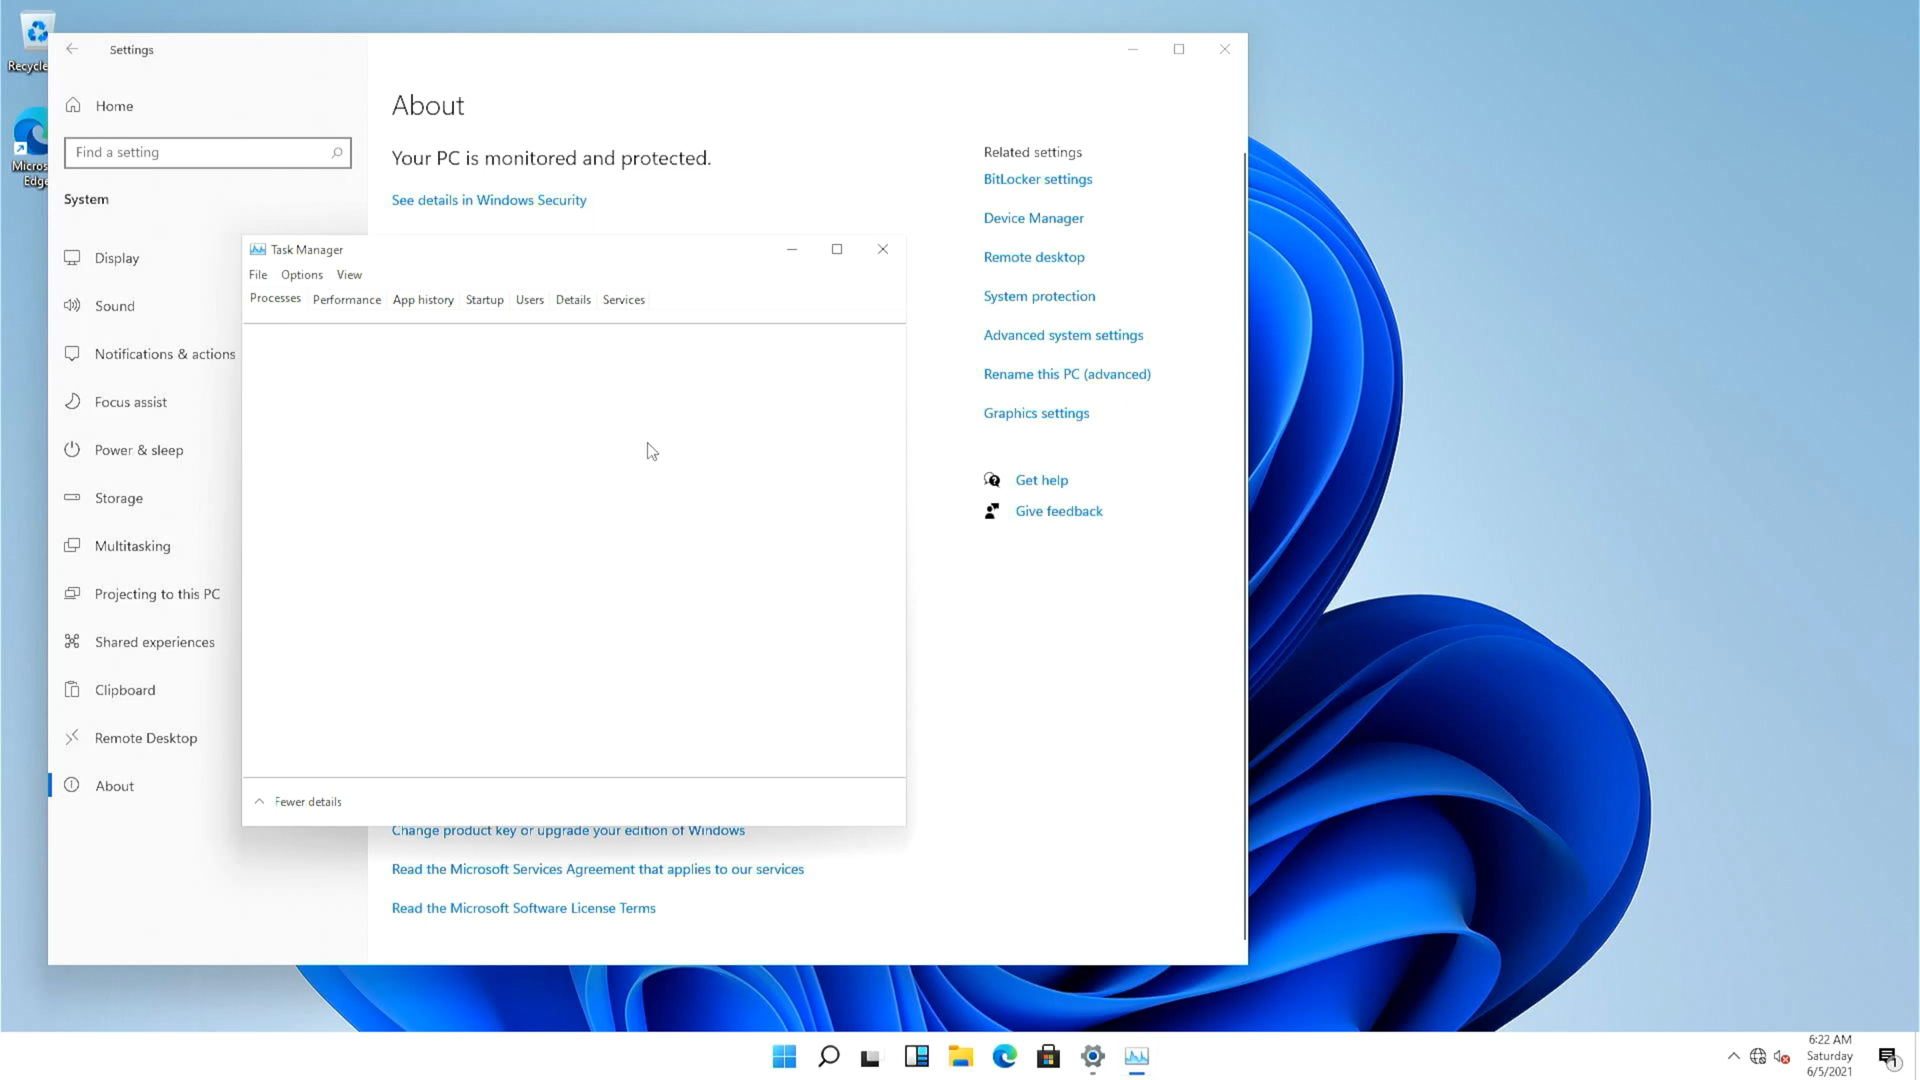 Recycle
Micros
Edge
Settings
Home
Find a setting
System
Display
Sound
Notifications & actions
Focus assist
Power & sleep
Storage
Multitasking
Projecting to this PC
Shared experiences
Clipboard
Remote Desktop
About
About
Your PC is monitored and protected.
See details in Windows Security
Task Manager
File Options View
Processes Performance App history Startup Users Details Services
Fewer details
Change product key or upgrade your edition of Windows
Read the Microsoft Services Agreement that applies to our services
Read the Microsoft Software License Terms
Related settings
BitLocker settings
Device Manager
Remote desktop
System protection
Advanced system settings
Rename this PC (advanced)
Graphics settings
Get help
Give feedback
6:22 AM
Saturday
6/5/2021
1